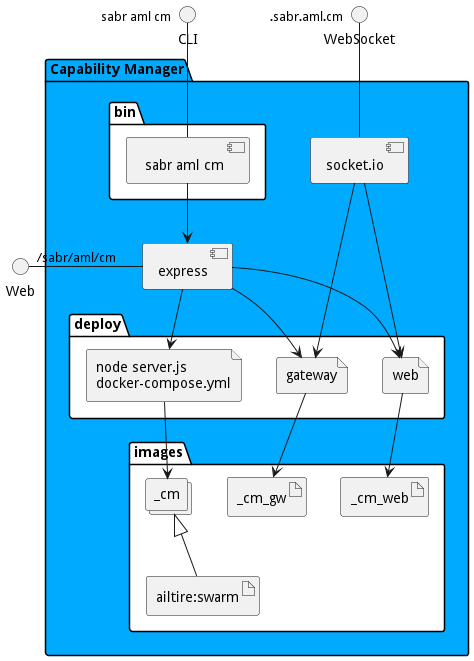 sabr aml cm
.sabr.aml.cm
CLI
WebSocket
Capability Manager
bin
sabr aml cm
socket.io
/sabr/aml/cm
express
Web
deploy
node server.js
docker-compose.yml
gateway
web
images
_cm
_cm_gw
_cm_web
ailtire:swarm